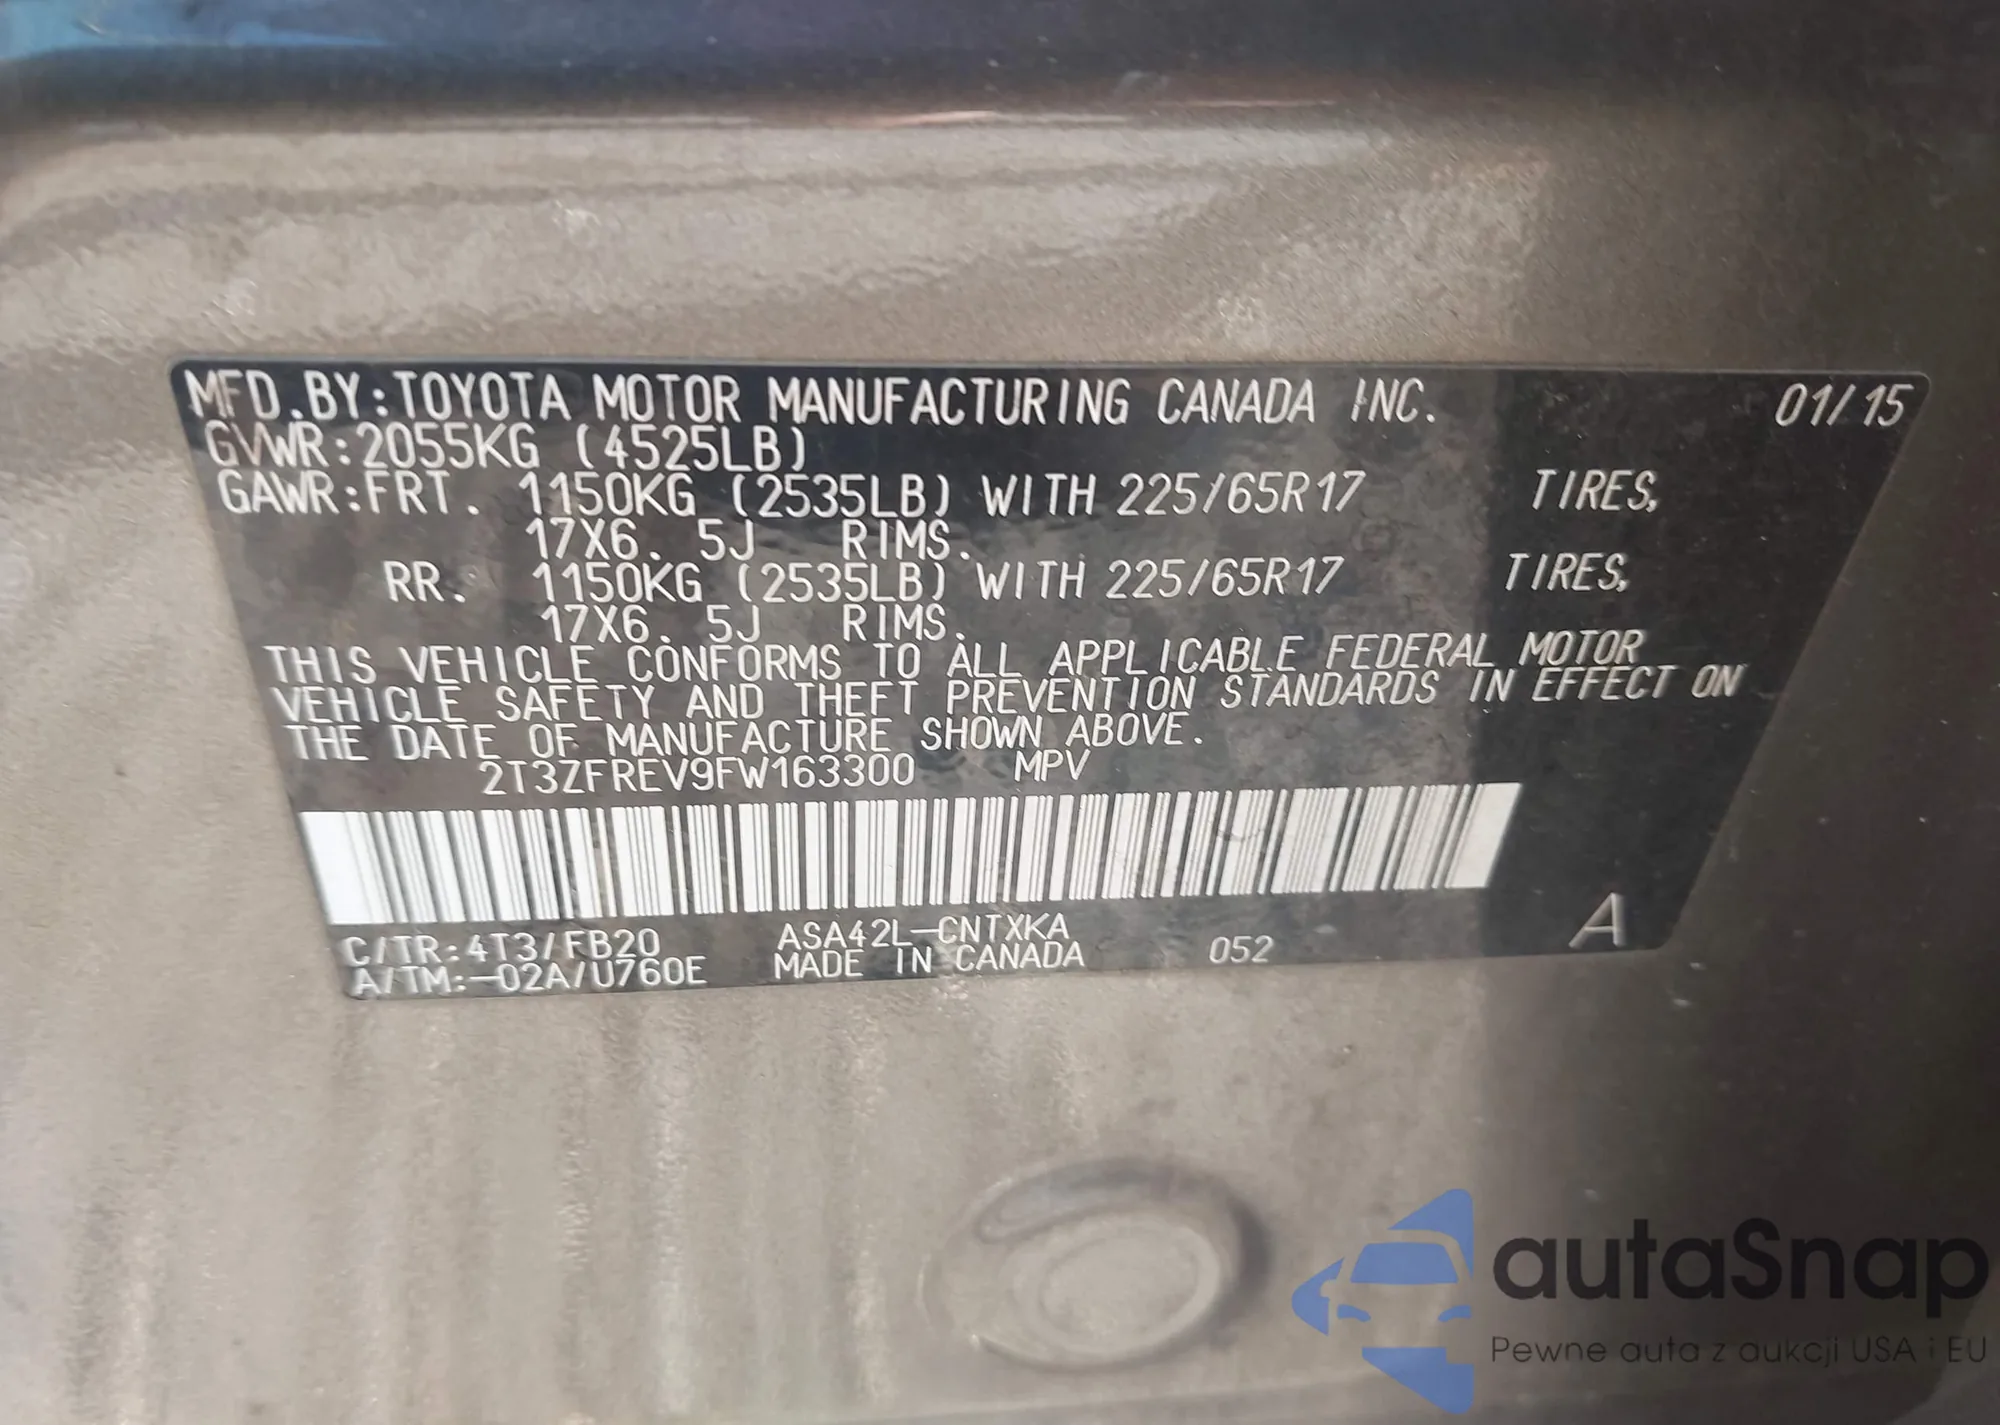 MFD.BY:TOYOTA MOTOR MANUFACTURING CANADA INC. 01/15
GVWR:2055KG (4525LB)
GAWR:FRT. 1150KG (2535LB) WITH 225/65R17 TIRES,
17X6.5J RIMS.
RR. 1150KG (2535LB) WITH 225/65R17 TIRES,
17X6.5J RIMS.
THIS VEHICLE CONFORMS TO ALL APPLICABLE FEDERAL MOTOR
VEHICLE SAFETY AND THEFT PREVENTION STANDARDS IN EFFECT ON
THE DATE OF MANUFACTURE SHOWN ABOVE.
2T3ZFREV9FW163300 MPV
C/TR:4T3/FB20 ASA42L-CNTXKA
A/TM:-02A/U760E MADE IN CANADA 052 A
autaSnap
Pewne auta z aukcji USA i EU